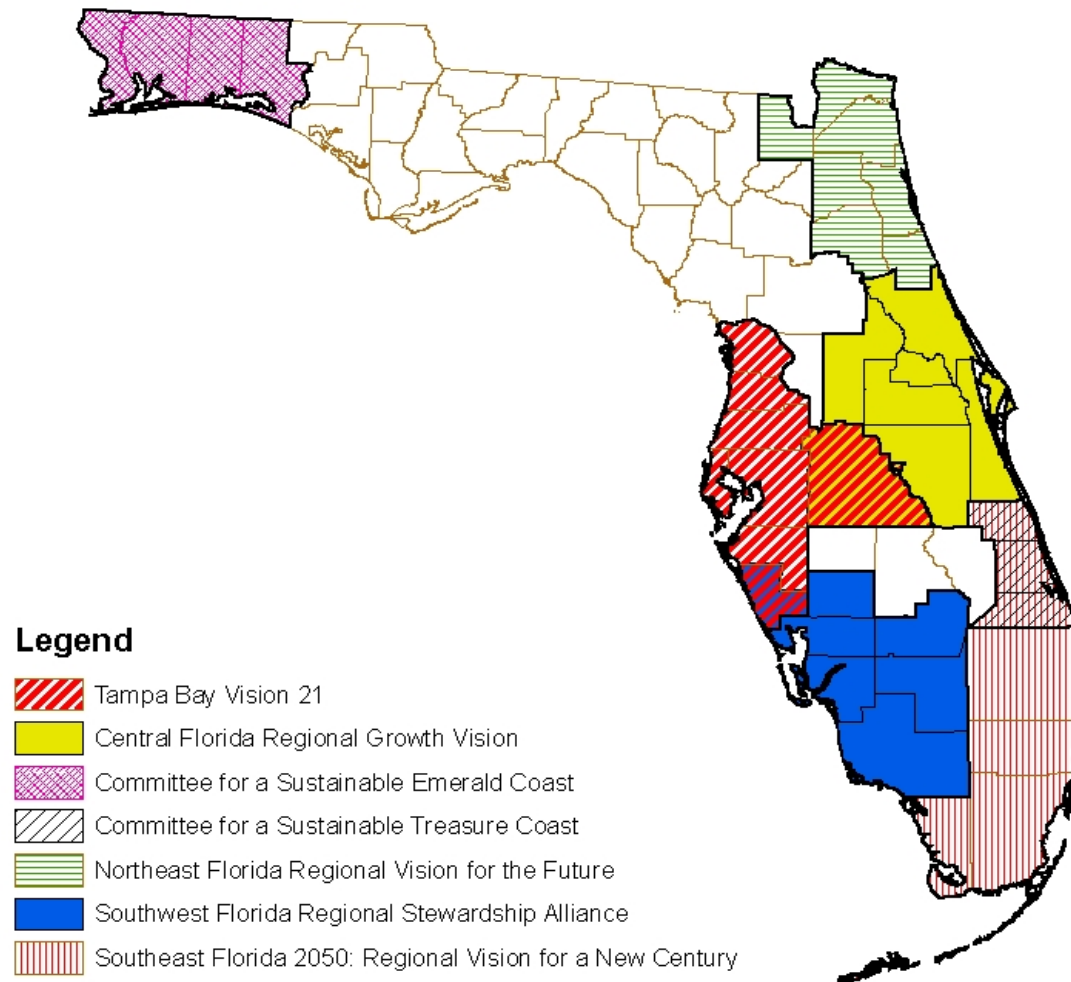 Legend
Tampa Bay Vision 21
Central Florida Regional Growth Vision
Committee for a Sustainable Emerald Coast
Committee for a Sustainable Treasure Coast
Northeast Florida Regional Vision for the Future
Southwest Florida Regional Stewardship Alliance
Southeast Florida 2050: Regional Vision for a New Century